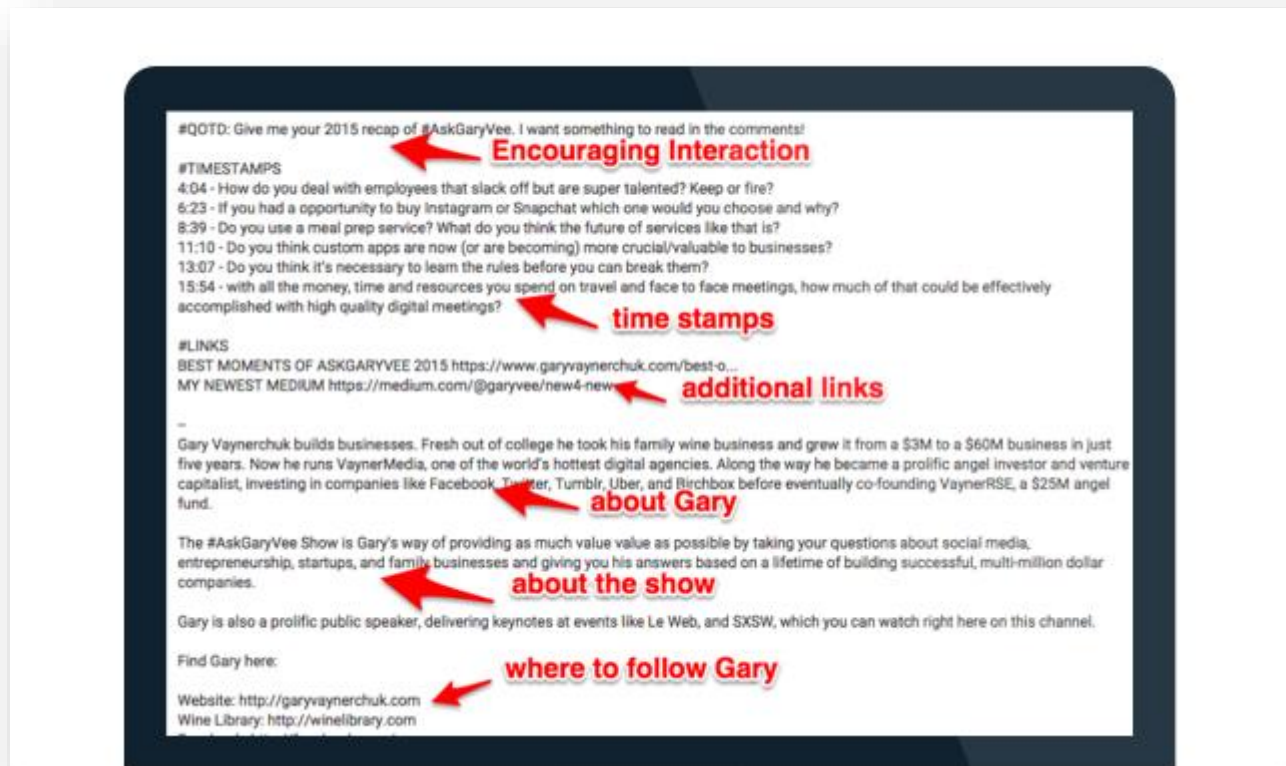 #QOTD: Give me your 2015 recap of #AskGaryVee. I want something to read in the comments!
Encouraging Interaction
#TIMESTAMPS
4:04 - How do you deal with employees that slack off but are super talented? Keep or fire?
6:23 - If you had a opportunity to buy Instagram or Snapchat which one would you choose and why?
8:39 - Do you use a meal prep service? What do you think the future of services like that is?
11:10 - Do you think custom apps are now (or are becoming) more crucial/valuable to businesses?
13:07 - Do you think it's necessary to learn the rules before you can break them?
15:54 - with all the money, time and resources you spend on travel and face to face meetings, how much of that could be effectively
accomplished with high quality digital meetings?
time stamps
#LINKS
BEST MOMENTS OF ASKGARYVEE 2015 https://www.garyvaynerchuk.com/best-o...
MY NEWEST MEDIUM https://medium.com/@garyvee/new4-new
additional links
–
Gary Vaynerchuk builds businesses. Fresh out of college he took his family wine business and grew it from a $3M to a $60M business in just
five years. Now he runs VaynerMedia, one of the world's hottest digital agencies. Along the way he became a prolific angel investor and venture
capitalist, investing in companies like Facebook, Twitter, Tumblr, Uber, and Birchbox before eventually co-founding VaynerRSE, a $25M angel
fund.
about Gary
The #AskGaryVee Show is Gary's way of providing as much value value as possible by taking your questions about social media,
entrepreneurship, startups, and family businesses and giving you his answers based on a lifetime of building successful, multi-million dollar
companies.
about the show
Gary is also a prolific public speaker, delivering keynotes at events like Le Web, and SXSW, which you can watch right here on this channel.
Find Gary here:
where to follow Gary
Website: http://garyvaynerchuk.com
Wine Library: http://winelibrary.com